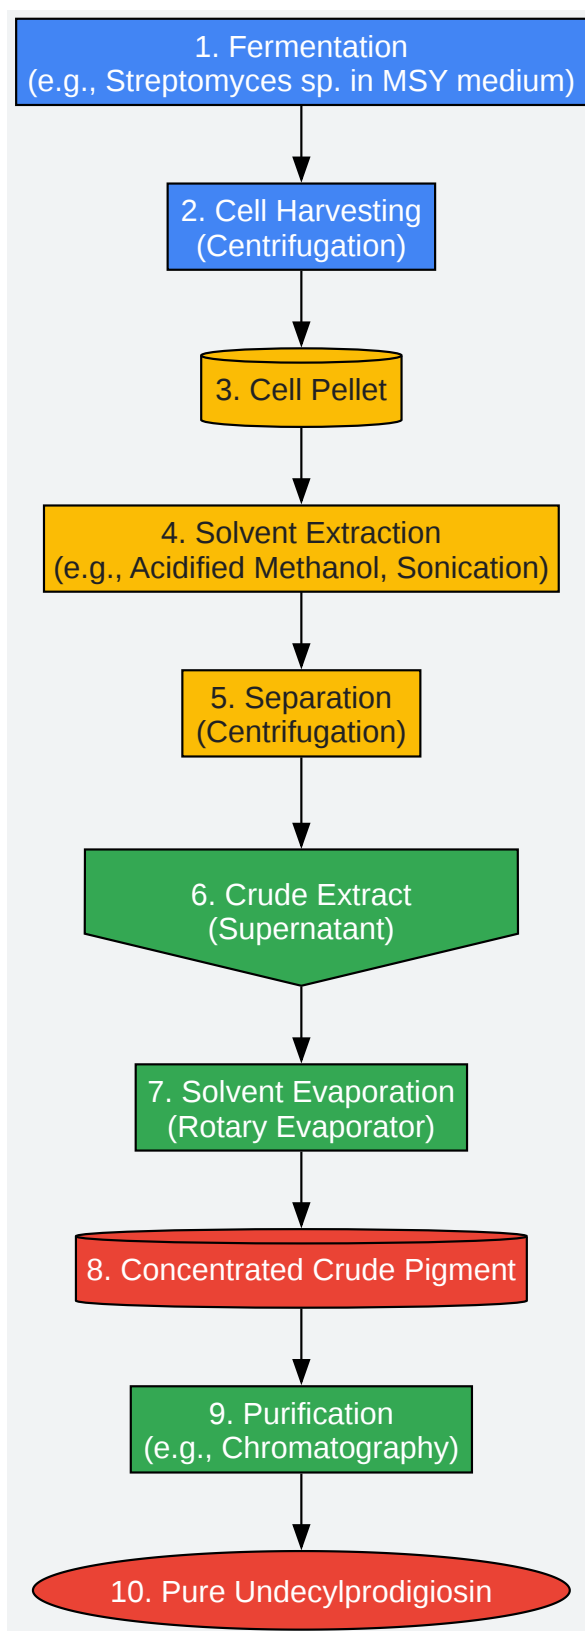 1. Fermentation
(e.g., Streptomyces sp. in MSY medium)
2. Cell Harvesting
(Centrifugation)
3. Cell Pellet
4. Solvent Extraction
(e.g., Acidified Methanol, Sonication)
5. Separation
(Centrifugation)
6. Crude Extract
(Supernatant)
7. Solvent Evaporation
(Rotary Evaporator)
8. Concentrated Crude Pigment
9. Purification
(e.g., Chromatography)
10. Pure Undecylprodigiosin